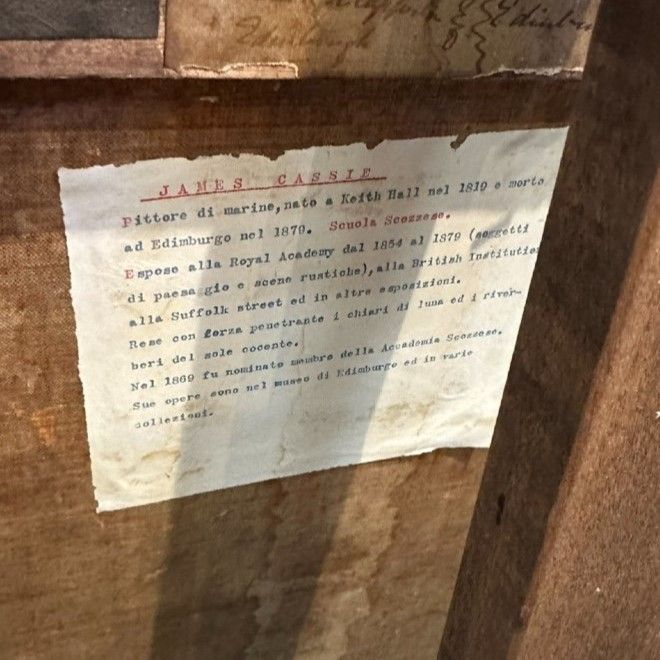 Edinburgh
JAMES CASSIE
Pittore di marine, nato a Keith Hall nel 1819 e morto
ad Edimburgo nel 1879. Scuola Scozzese.
Espose alla Royal Academy dal 1854 al 1879 (soggetti
di paesaggio e scene rustiche), alla British Institution
alla Suffolk street ed in altre esposizioni.
Rese con forza penetrante i chiari di luna ed i river-
beri del sole cocente.
Nel 1869 fu nominato membro della Accademia Scozzese.
Sue opere sono nel museo di Edimburgo ed in varie
collezioni.